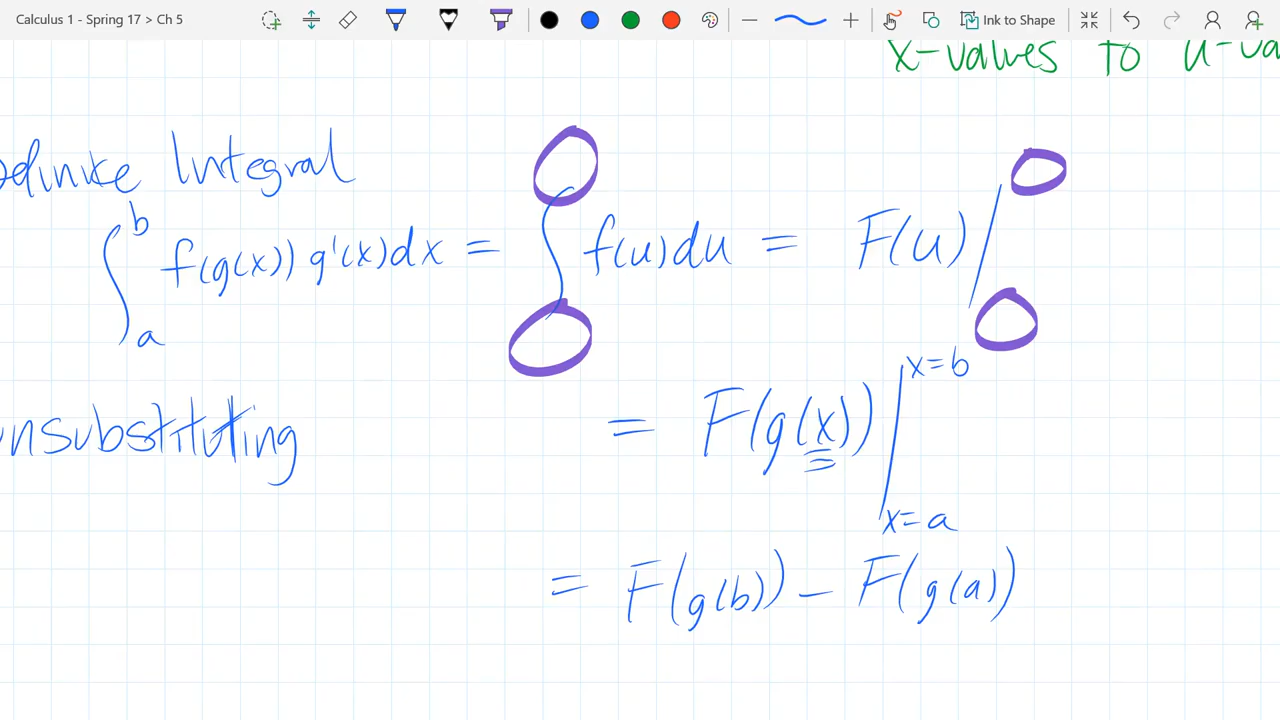 Calculus 1 - Spring 17 > Ch 5
Ink to Shape
x-values to u-va
Definite Integral
∫_a^b f(g(x)) g'(x)dx = ∫ f(u)du = F(u) |
unsubstituting = F(g(x)) |_{x=a}^{x=b}
= F(g(b)) - F(g(a))